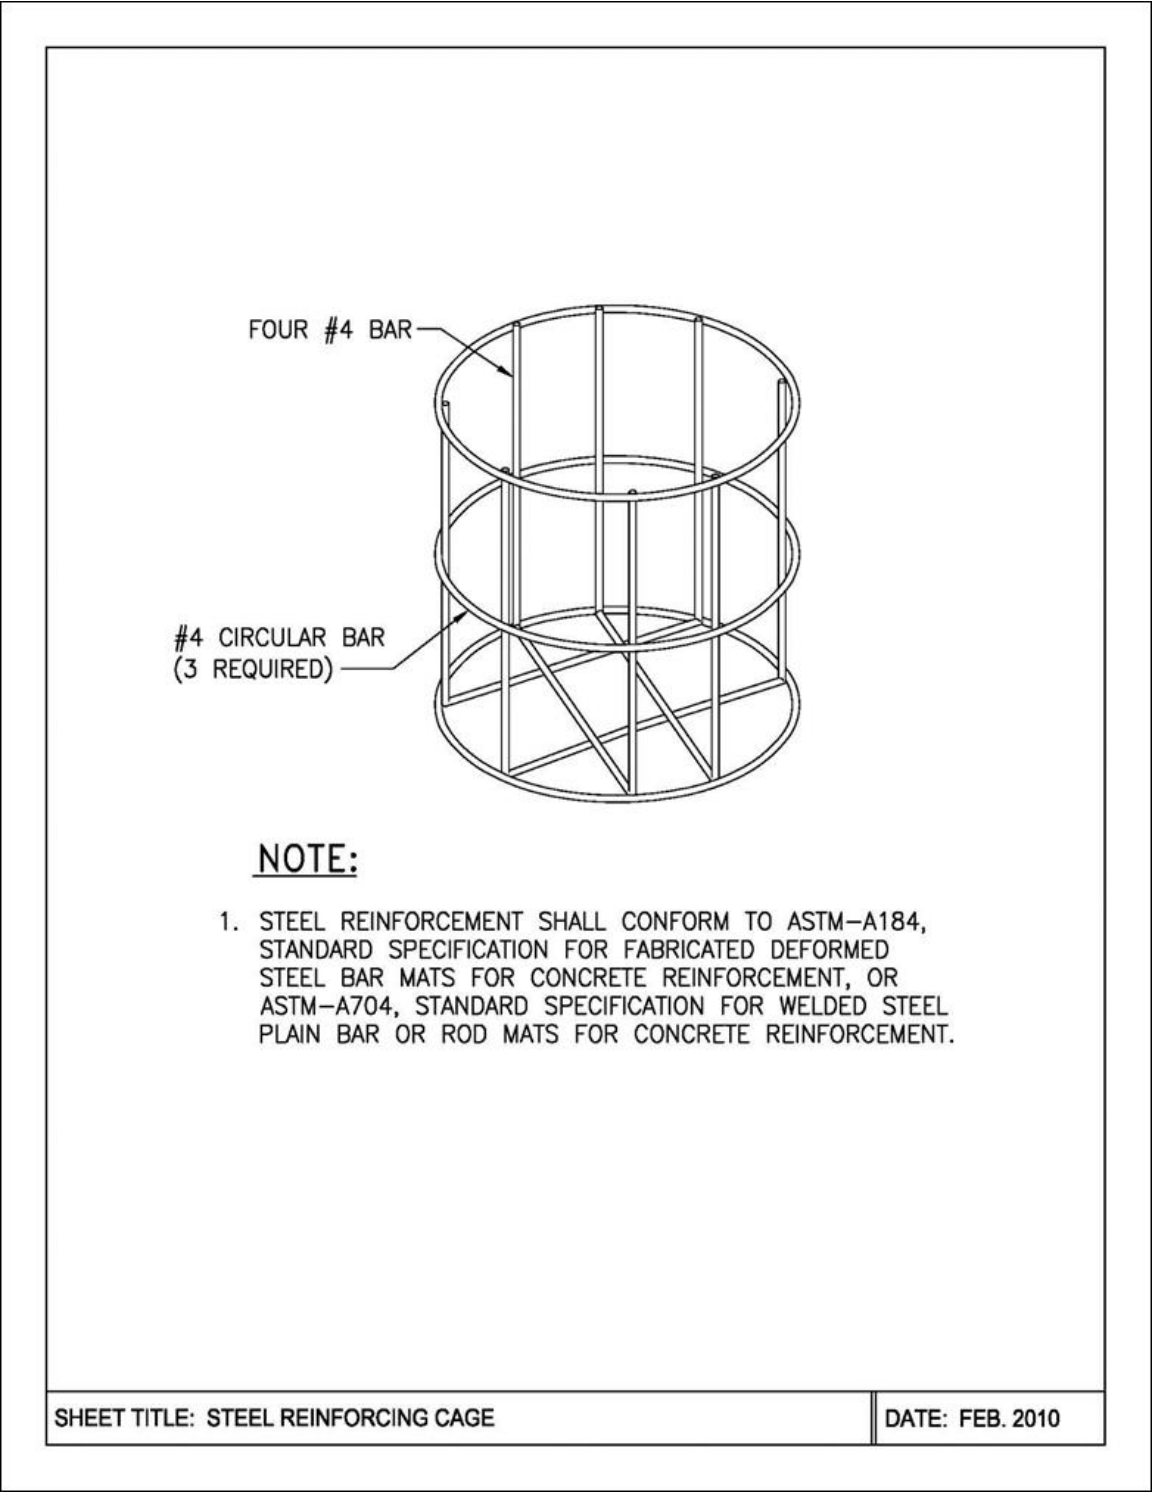 FOUR #4 BAR
#4 CIRCULAR BAR
(3 REQUIRED)
NOTE:
1. STEEL REINFORCEMENT SHALL CONFORM TO ASTM-A184,
STANDARD SPECIFICATION FOR FABRICATED DEFORMED
STEEL BAR MATS FOR CONCRETE REINFORCEMENT, OR
ASTM-A704, STANDARD SPECIFICATION FOR WELDED STEEL
PLAIN BAR OR ROD MATS FOR CONCRETE REINFORCEMENT.
SHEET TITLE: STEEL REINFORCING CAGE
DATE: FEB. 2010